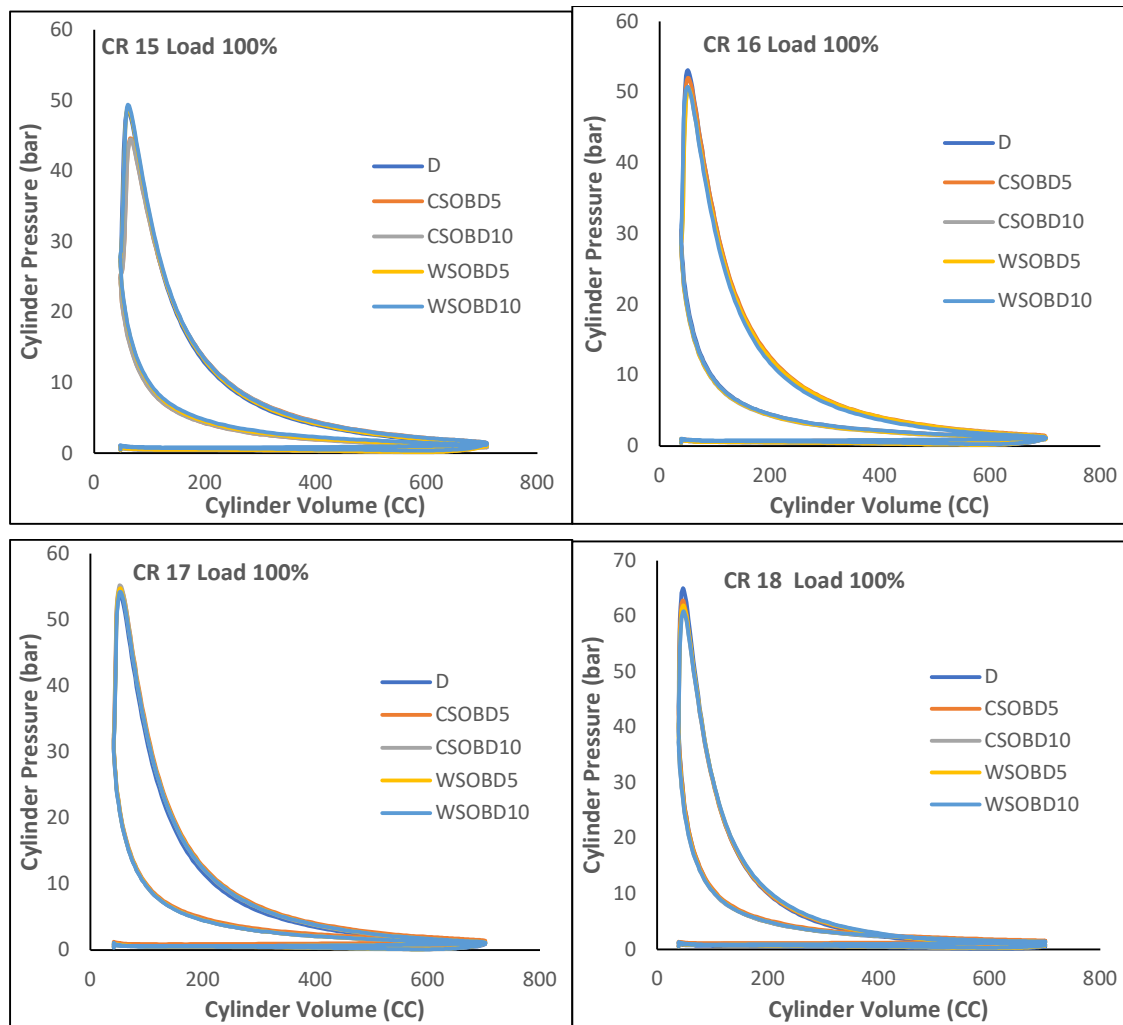 CR 15 Load 100%
Cylinder Pressure (bar)
60
50
40
30
20
10
0
0 200 400 600 800
Cylinder Volume (CC)
D
CSOBD5
CSOBD10
WSOBD5
WSOBD10
CR 16 Load 100%
Cylinder Pressure (bar)
60
50
40
30
20
10
0
0 200 400 600 800
Cylinder Volume (CC)
D
CSOBD5
CSOBD10
WSOBD5
WSOBD10
CR 17 Load 100%
Cylinder Pressure (bar)
60
50
40
30
20
10
0
0 200 400 600 800
Cylinder Volume (CC)
D
CSOBD5
CSOBD10
WSOBD5
WSOBD10
CR 18 Load 100%
Cylinder Pressure (bar)
70
60
50
40
30
20
10
0
0 200 400 600 800
Cylinder Volume (CC)
D
CSOBD5
CSOBD10
WSOBD5
WSOBD10